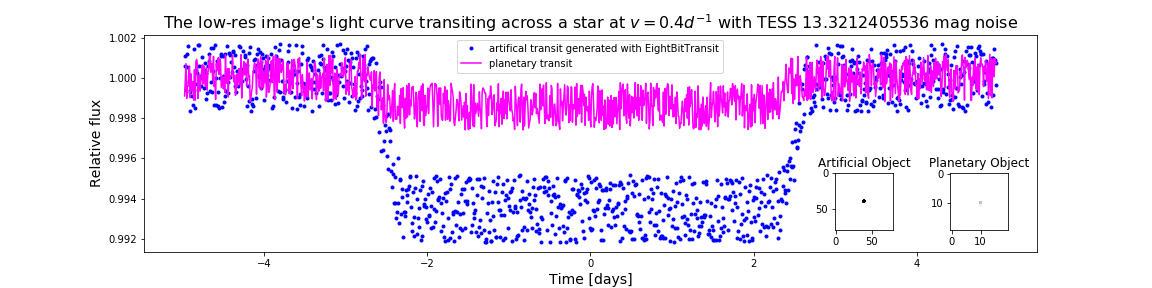 The low-res image's light curve transiting across a star at v = 0.4d⁻¹ with TESS 13.3212405536 mag noise
artifical transit generated with EightBitTransit
planetary transit
Relative flux
1.002
1.000
0.998
0.996
0.994
0.992
Artificial Object
0
50
0 50
Planetary Object
0
10
0 10
−4 −2 0 2 4
Time [days]